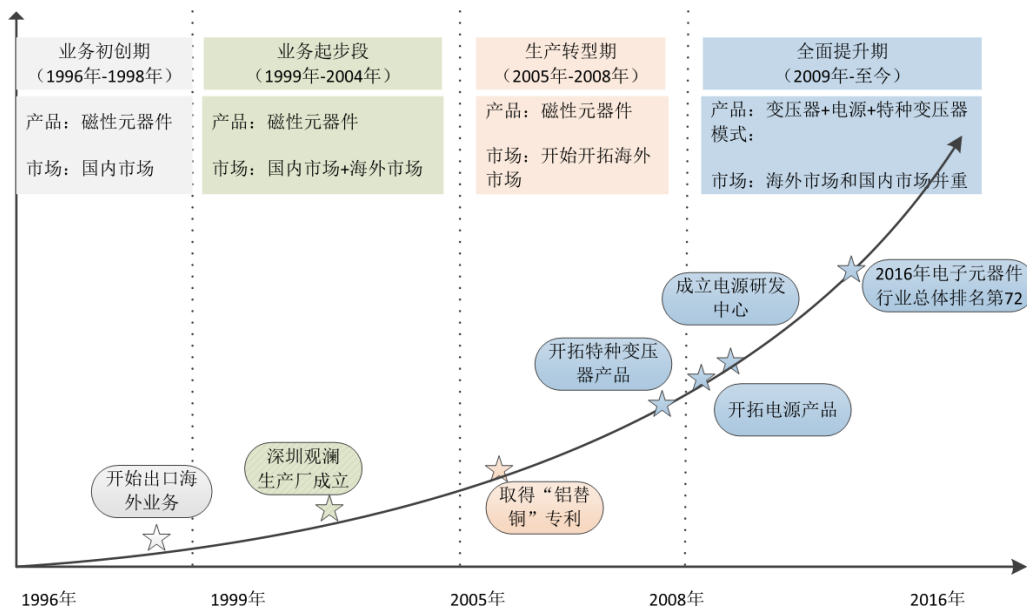 业务初创期
（1996年-1998年）
产品：磁性元器件
市场：国内市场
业务起步段
（1999年-2004年）
产品：磁性元器件
市场：国内市场+海外市场
生产转型期
（2005年-2008年）
产品：磁性元器件
市场：开始开拓海外
市场
全面提升期
（2009年-至今）
产品：变压器+电源+特种变压器
模式：
市场：海外市场和国内市场并重
开始出口海
外业务
深圳观澜
生产厂成立
取得“铝替
铜”专利
开拓特种变压
器产品
成立电源研发
中心
开拓电源产品
2016年电子元器件
行业总体排名第72
1996年
1999年
2005年
2008年
2016年